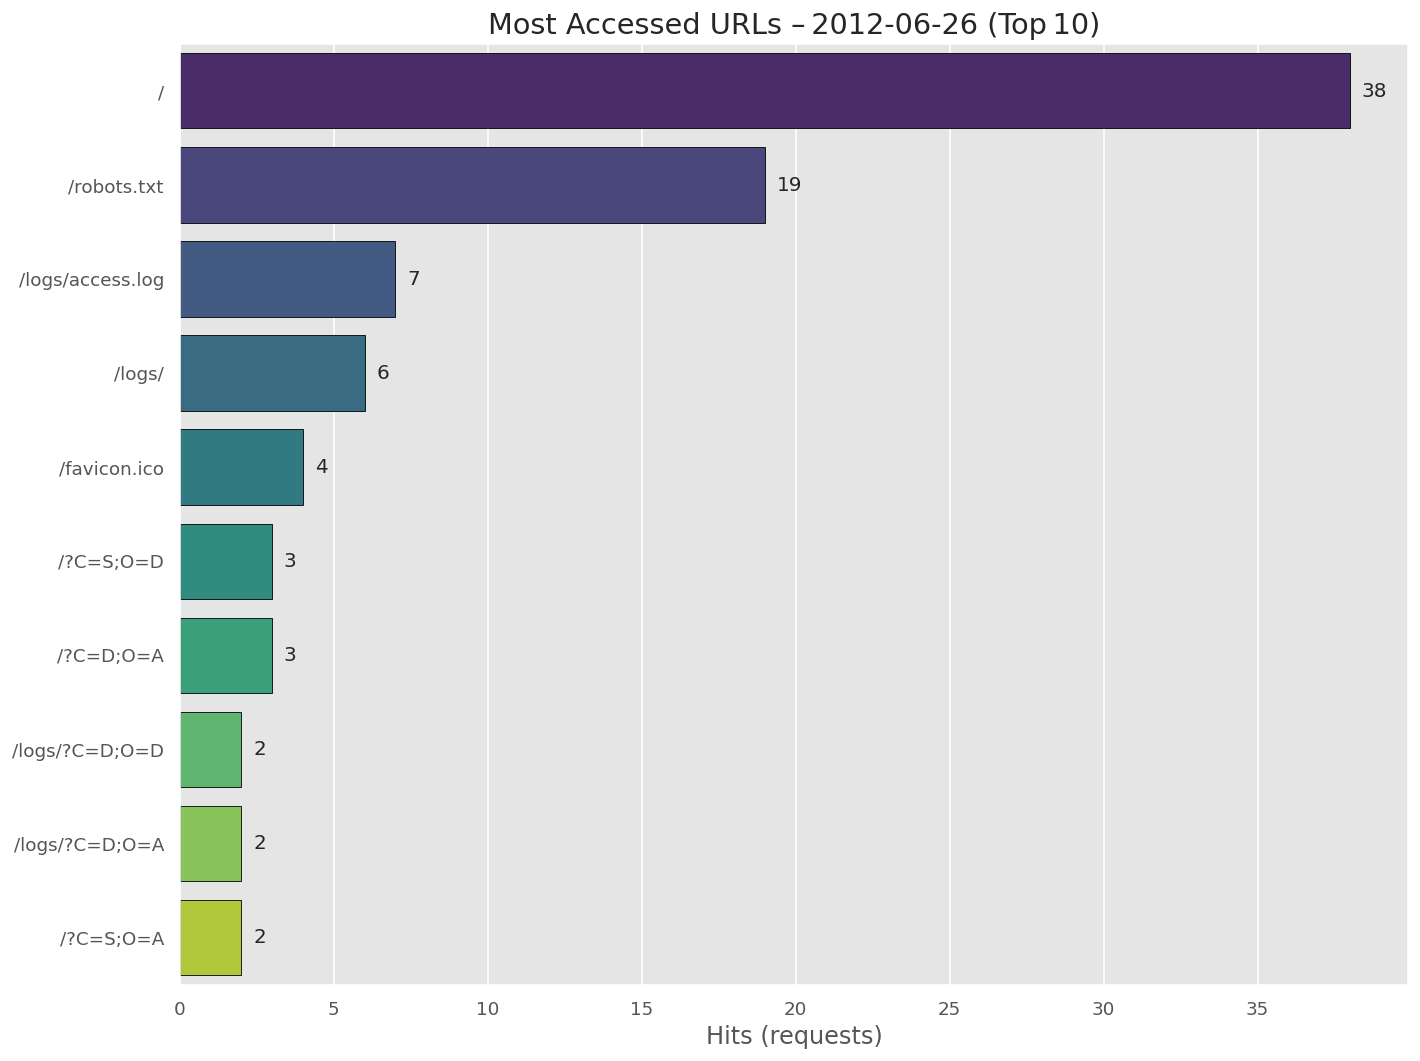 Most Accessed URLs – 2012-06-26 (Top 10)
/
38
/robots.txt
19
/logs/access.log
7
/logs/
6
/favicon.ico
4
/?C=S;O=D
3
/?C=D;O=A
3
/logs/?C=D;O=D
2
/logs/?C=D;O=A
2
/?C=S;O=A
2
0 5 10 15 20 25 30 35
Hits (requests)